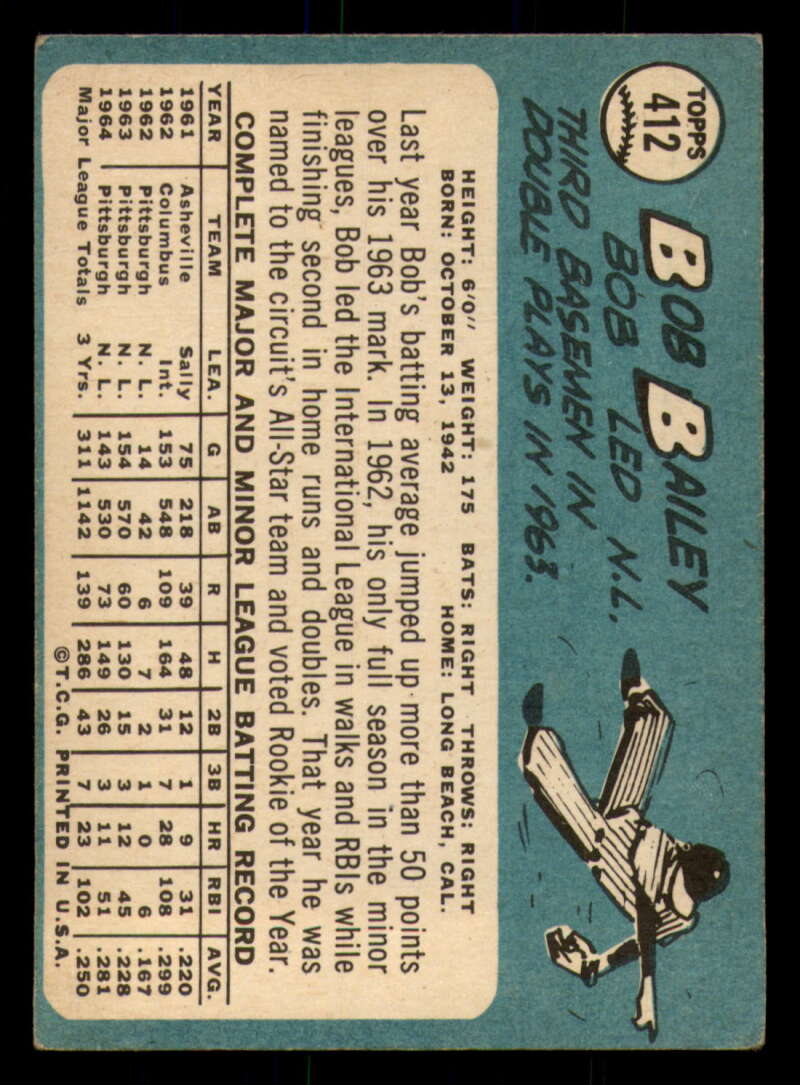 TOPPS
412
BOB BAILEY
BOB LED N.L.
THIRD BASEMEN IN
DOUBLE PLAYS IN 1963.
HEIGHT: 6'0" WEIGHT: 175 BATS: RIGHT THROWS: RIGHT
BORN: OCTOBER 13, 1942 HOME: LONG BEACH, CAL.
Last year Bob's batting average jumped up more than 50 points
over his 1963 mark. In 1962, his only full season in the minor
leagues, Bob led the International League in walks and RBIs while
finishing second in home runs and doubles. That year he was
named to the circuit's All-Star team and voted Rookie of the Year.
COMPLETE MAJOR AND MINOR LEAGUE BATTING RECORD
YEAR TEAM LEA. G AB R H 2B 3B HR RBI AVG.
1961 Asheville Sally 75 218 39 48 12 1 9 31 .220
1962 Columbus Int. 153 548 109 164 31 7 28 108 .299
1962 Pittsburgh N. L. 14 42 6 7 2 1 0 6 .167
1963 Pittsburgh N. L. 154 570 60 130 15 3 12 45 .228
1964 Pittsburgh N. L. 143 530 73 149 26 3 11 51 .281
Major League Totals 3 Yrs. 311 1142 139 286 43 7 23 102 .250
©T.C.G. PRINTED IN U.S.A.